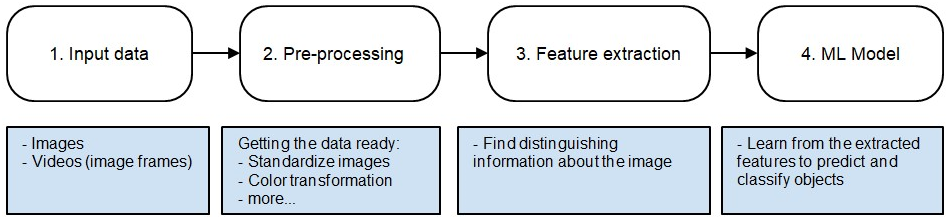 1. Input data
2. Pre-processing
3. Feature extraction
4. ML Model
- Images
- Videos (image frames)
Getting the data ready:
- Standardize images
- Color transformation
- more...
- Find distinguishing
information about the image
- Learn from the extracted
features to predict and
classify objects